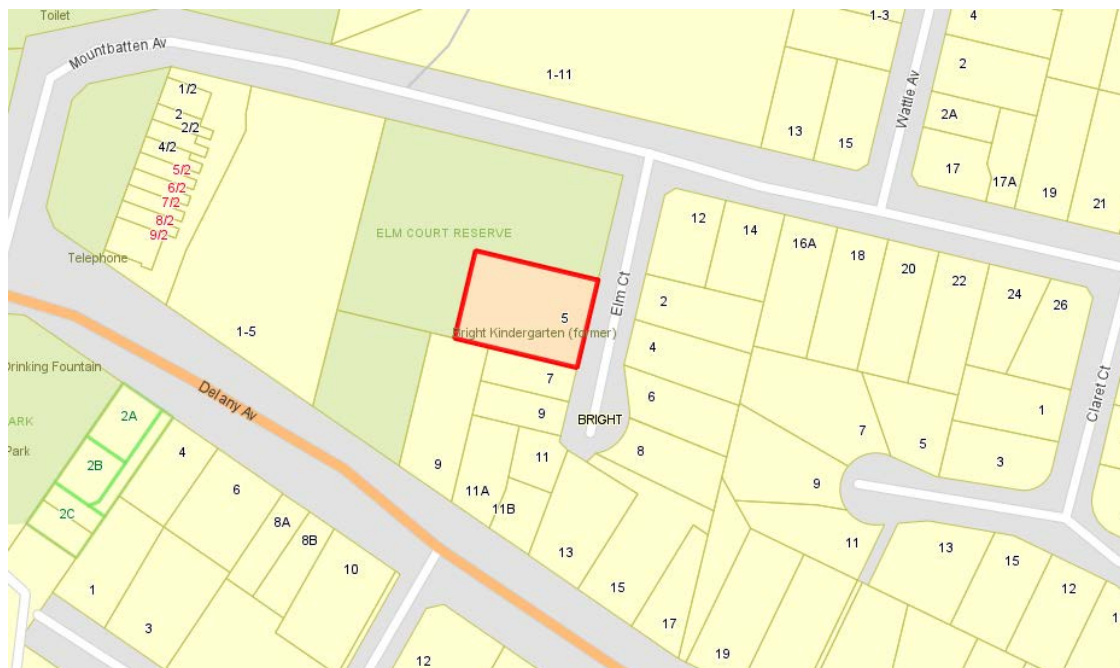 Toilet
1-3
4
Mountbatten Av
1-11
2
1/2
2
2/2
4/2
5/2
6/2
7/2
8/2
9/2
Wattle Av
2A
13
15
17
17A
19
21
ELM COURT RESERVE
Telephone
12
14
16A
18
20
22
24
26
Elm Ct
2
5
Bright Kindergarten (former)
1-5
4
Drinking Fountain
Delany Av
7
6
Claret Ct
9
BRIGHT
1
ARK
2A
Park
8
7
5
3
4
9
11
2B
11A
9
6
11B
2C
8A
8B
13
11
13
15
12
10
15
1
1
17
3
19
12